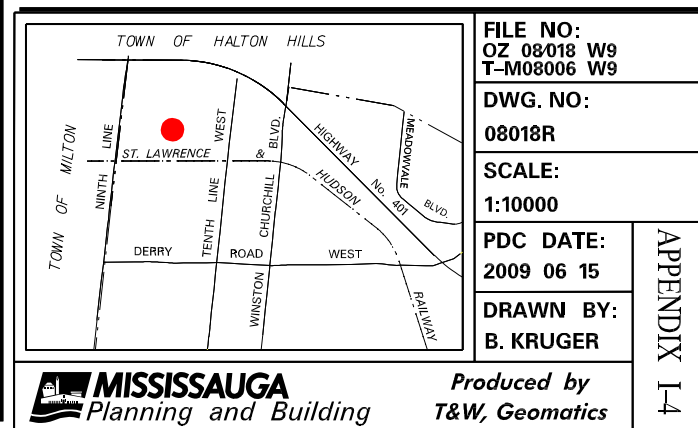 TOWN OF HALTON HILLS
TOWN OF MILTON
NINTH LINE
ST. LAWRENCE & HUDSON RAILWAY
TENTH LINE WEST
WINSTON CHURCHILL BLVD.
HIGHWAY No. 401
MEADOWVALE BLVD.
DERRY ROAD WEST
FILE NO:
OZ 08/018 W9
T-M08006 W9
DWG. NO:
08018R
SCALE:
1:10000
PDC DATE:
2009 06 15
DRAWN BY:
B. KRUGER
APPENDIX I-4
MISSISSAUGA
Planning and Building
Produced by
T&W, Geomatics